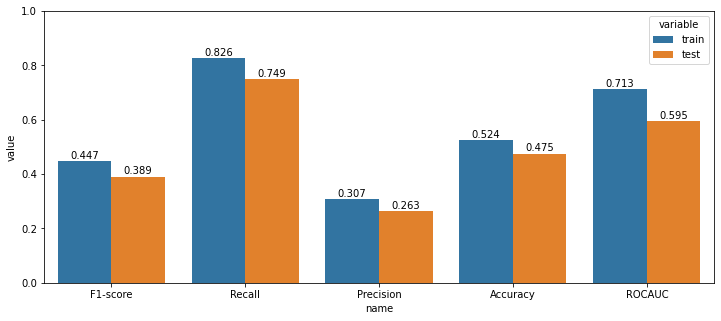 variable
train
test
1.0
0.8
0.6
0.4
0.2
0.0
value
0.447
0.389
0.826
0.749
0.307
0.263
0.524
0.475
0.713
0.595
F1-score
Recall
Precision
Accuracy
ROCAUC
name